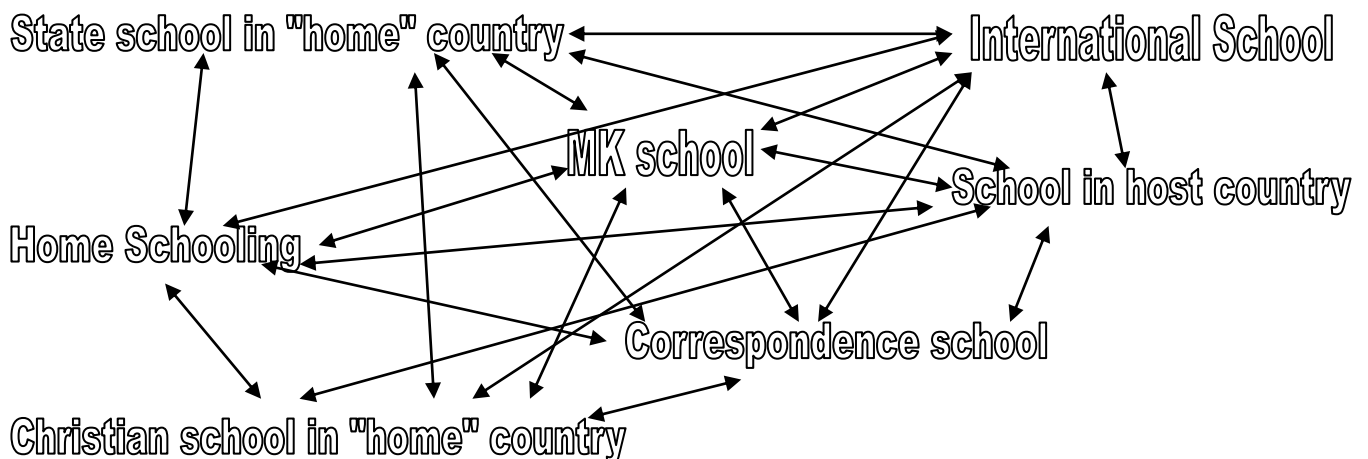 State school in "home" country
International School
MK school
School in host country
Home Schooling
Correspondence school
Christian school in "home" country